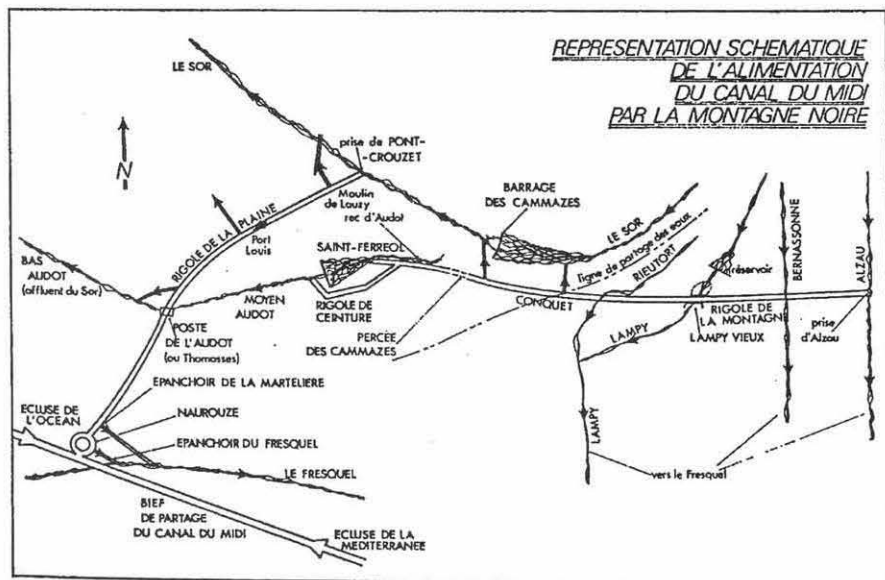 REPRESENTATION SCHEMATIQUE
DE L'ALIMENTATION
DU CANAL DU MIDI
PAR LA MONTAGNE NOIRE
LE SOR
prise de PONT-
-CROUZET
N
Moulin
de Lauzy
rec d'Audot
BARRAGE
DES CAMMAZES
LE SOR
ligne de partage des eaux
RIEUTORT
réservoir
BERNASSONNE
ALZAU
RIGOLE DE LA PLAINE
Port
Louis
SAINT-FERREOL
BAS
AUDOT
(affluent du Sor)
MOYEN
AUDOT
RIGOLE DE
CEINTURE
CONQUET
RIGOLE DE
LA MONTAGNE
LAMPY VIEUX
prise
d'Alzau
POSTE
DE L'AUDOT
(ou Thomosses)
PERCÉE
DES CAMMAZES
LAMPY
EPANCHOIR DE LA MARTELIERE
ECLUSE DE
L'OCEAN
NAUROUZE
EPANCHOIR DU FRESQUEL
LAMPY
LE FRESQUEL
vers le Fresquel
BIEF
DE PARTAGE
DU CANAL DU MIDI
ECLUSE DE LA
MEDITERRANEE